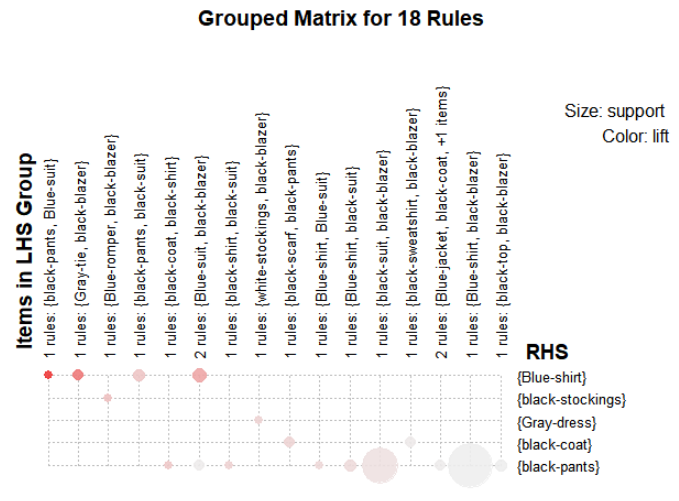 Grouped Matrix for 18 Rules
Size: support
Color: lift
Items in LHS Group
1 rules: {black-pants, Blue-suit}
1 rules: {Gray-tie, black-blazer}
1 rules: {Blue-romper, black-blazer}
1 rules: {black-pants, black-suit}
1 rules: {black-coat, black-shirt}
2 rules: {Blue-suit, black-blazer}
1 rules: {black-shirt, black-suit}
1 rules: {white-stockings, black-blazer}
1 rules: {black-scarf, black-pants}
1 rules: {Blue-shirt, Blue-suit}
1 rules: {Blue-shirt, black-suit}
1 rules: {black-suit, black-blazer}
1 rules: {black-sweatshirt, black-blazer}
2 rules: {Blue-jacket, black-coat, +1 items}
1 rules: {Blue-shirt, black-blazer}
1 rules: {black-top, black-blazer}
RHS
{Blue-shirt}
{black-stockings}
{Gray-dress}
{black-coat}
{black-pants}